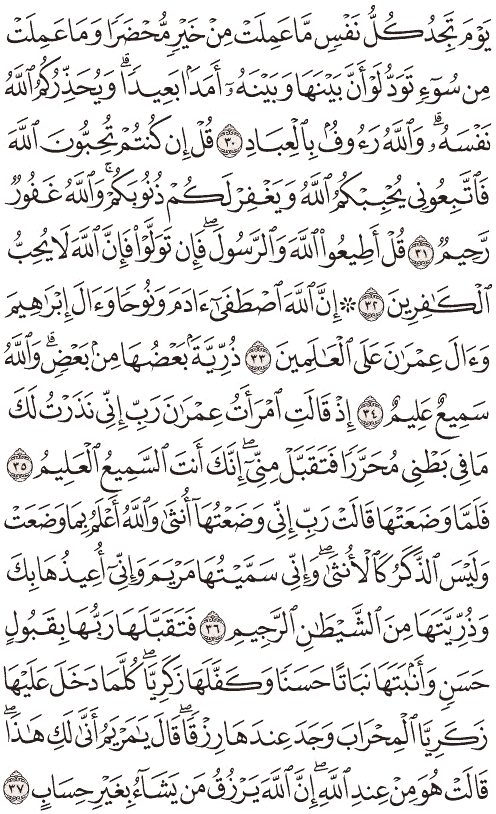 يَوْمَ تَجِدُ كُلُّ نَفْسٍ مَّا عَمِلَتْ مِنْ خَيْرٍ مُّحْضَرًا وَمَا عَمِلَتْ
مِن سُوٓءٍ تَوَدُّ لَوْ أَنَّ بَيْنَهَا وَبَيْنَهُۥٓ أَمَدَۢا بَعِيدًا ۗ وَيُحَذِّرُكُمُ ٱللَّهُ
نَفْسَهُۥ ۗ وَٱللَّهُ رَءُوفُۢ بِٱلْعِبَادِ ٣٠ قُلْ إِن كُنتُمْ تُحِبُّونَ ٱللَّهَ
فَٱتَّبِعُونِى يُحْبِبْكُمُ ٱللَّهُ وَيَغْفِرْ لَكُمْ ذُنُوبَكُمْ ۗ وَٱللَّهُ غَفُورٌ
رَّحِيمٌ ٣١ قُلْ أَطِيعُوا۟ ٱللَّهَ وَٱلرَّسُولَ ۖ فَإِن تَوَلَّوْا۟ فَإِنَّ ٱللَّهَ لَا يُحِبُّ
ٱلْكَـٰفِرِينَ ٣٢ ۞ إِنَّ ٱللَّهَ ٱصْطَفَىٰٓ ءَادَمَ وَنُوحًا وَءَالَ إِبْرَٰهِيمَ
وَءَالَ عِمْرَٰنَ عَلَى ٱلْعَـٰلَمِينَ ٣٣ ذُرِّيَّةَۢ بَعْضُهَا مِنۢ بَعْضٍ ۗ وَٱللَّهُ
سَمِيعٌ عَلِيمٌ ٣٤ إِذْ قَالَتِ ٱمْرَأَتُ عِمْرَٰنَ رَبِّ إِنِّى نَذَرْتُ لَكَ
مَا فِى بَطْنِى مُحَرَّرًا فَتَقَبَّلْ مِنِّىٓ ۖ إِنَّكَ أَنتَ ٱلسَّمِيعُ ٱلْعَلِيمُ ٣٥
فَلَمَّا وَضَعَتْهَا قَالَتْ رَبِّ إِنِّى وَضَعْتُهَآ أُنثَىٰ وَٱللَّهُ أَعْلَمُ بِمَا وَضَعَتْ
وَلَيْسَ ٱلذَّكَرُ كَٱلْأُنثَىٰ ۖ وَإِنِّى سَمَّيْتُهَا مَرْيَمَ وَإِنِّىٓ أُعِيذُهَا بِكَ
وَذُرِّيَّتَهَا مِنَ ٱلشَّيْطَـٰنِ ٱلرَّجِيمِ ٣٦ فَتَقَبَّلَهَا رَبُّهَا بِقَبُولٍ
حَسَنٍ وَأَنۢبَتَهَا نَبَاتًا حَسَنًا وَكَفَّلَهَا زَكَرِيَّا ۖ كُلَّمَا دَخَلَ عَلَيْهَا
زَكَرِيَّا ٱلْمِحْرَابَ وَجَدَ عِندَهَا رِزْقًا ۖ قَالَ يَـٰمَرْيَمُ أَنَّىٰ لَكِ هَـٰذَا ۖ
قَالَتْ هُوَ مِنْ عِندِ ٱللَّهِ ۖ إِنَّ ٱللَّهَ يَرْزُقُ مَن يَشَآءُ بِغَيْرِ حِسَابٍ ٣٧